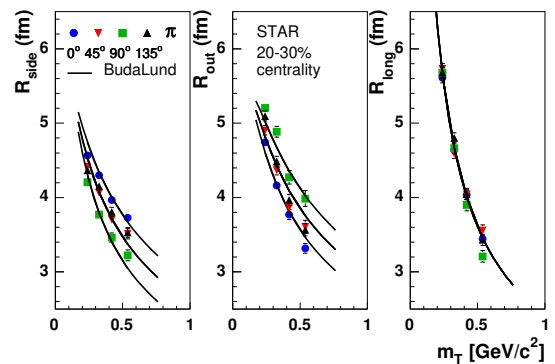 R_side (fm)
6
5
4
3
0° 45° 90° 135° π
BudaLund
0 0.5 1
R_out (fm)
6
5
4
3
STAR
20-30%
centrality
0 0.5 1
R_long (fm)
6
5
4
3
0 0.5 1
m_T [GeV/c²]